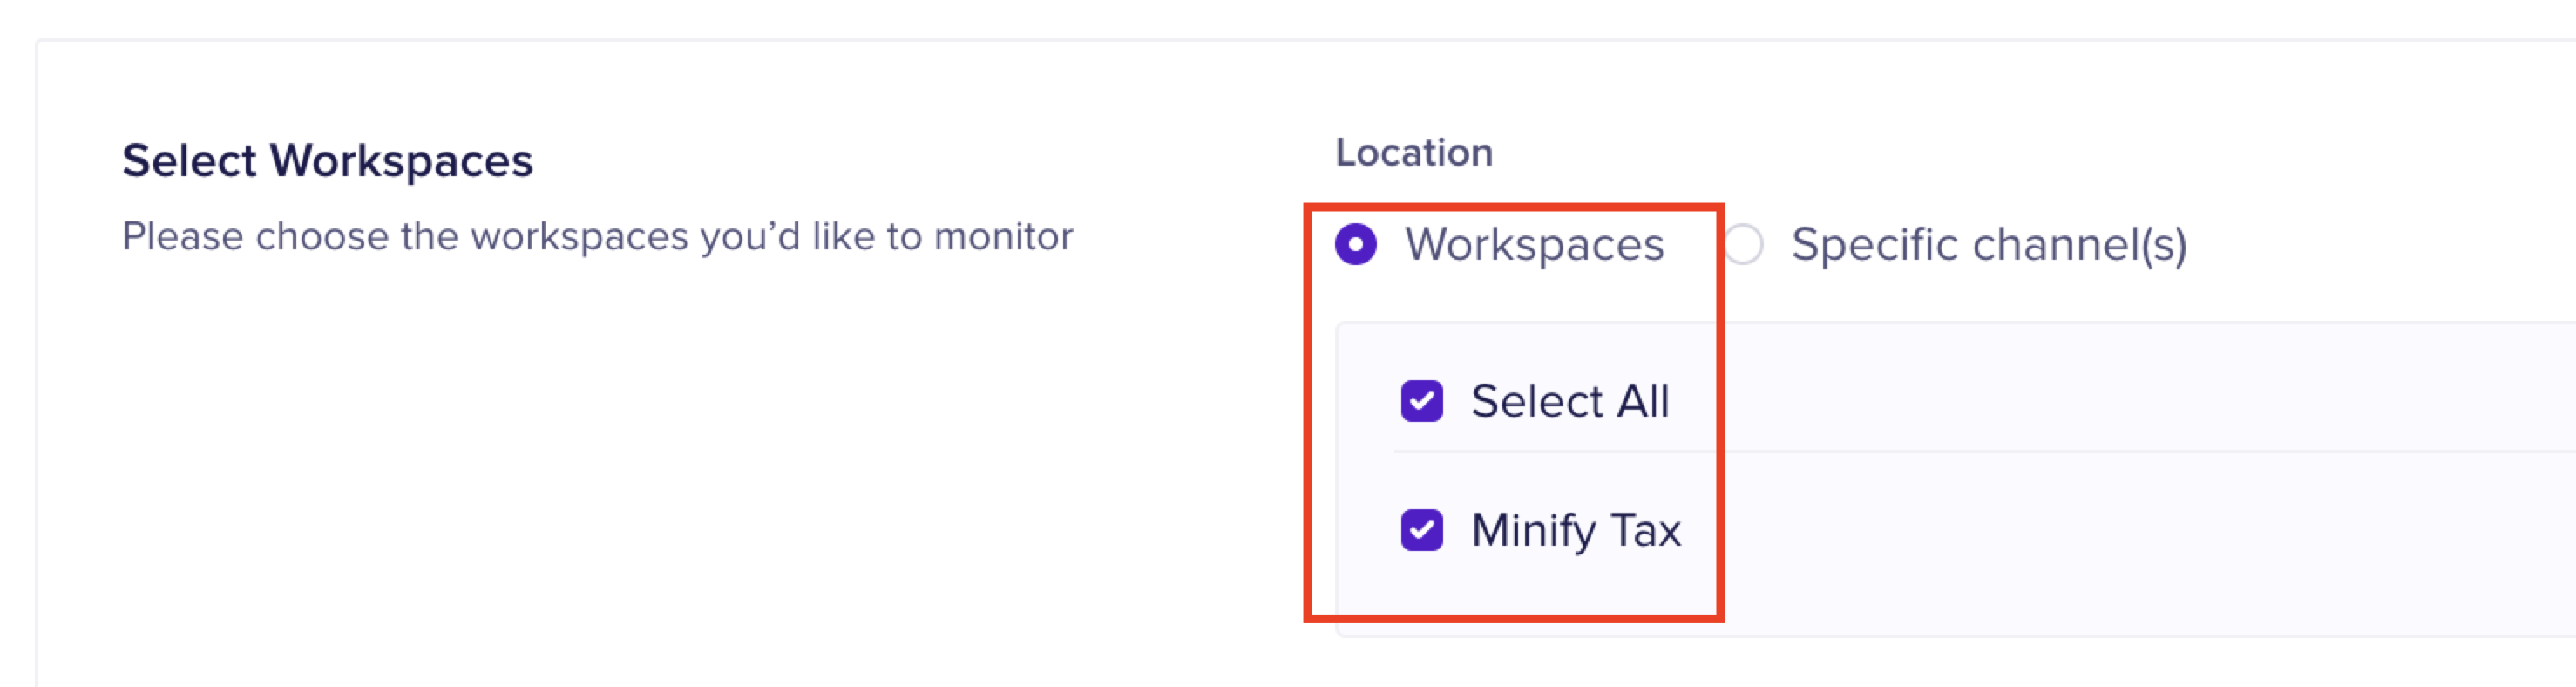 Select Workspaces
Please choose the workspaces you’d like to monitor
Location
Workspaces Specific channel(s)
Select All
Minify Tax